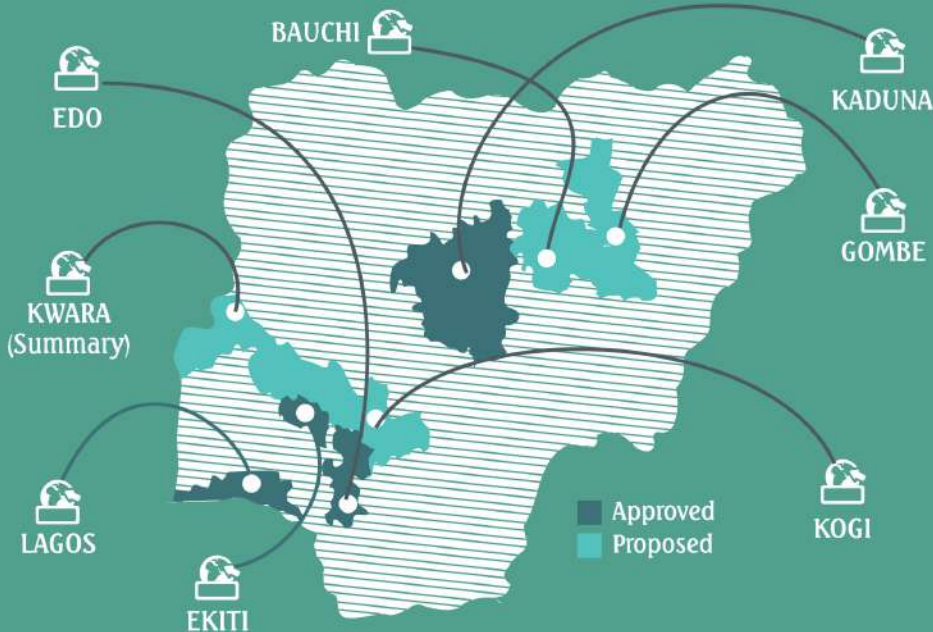 BAUCHI
EDO
KADUNA
GOMBE
KWARA
(Summary)
LAGOS
EKITI
KOGI
Approved
Proposed